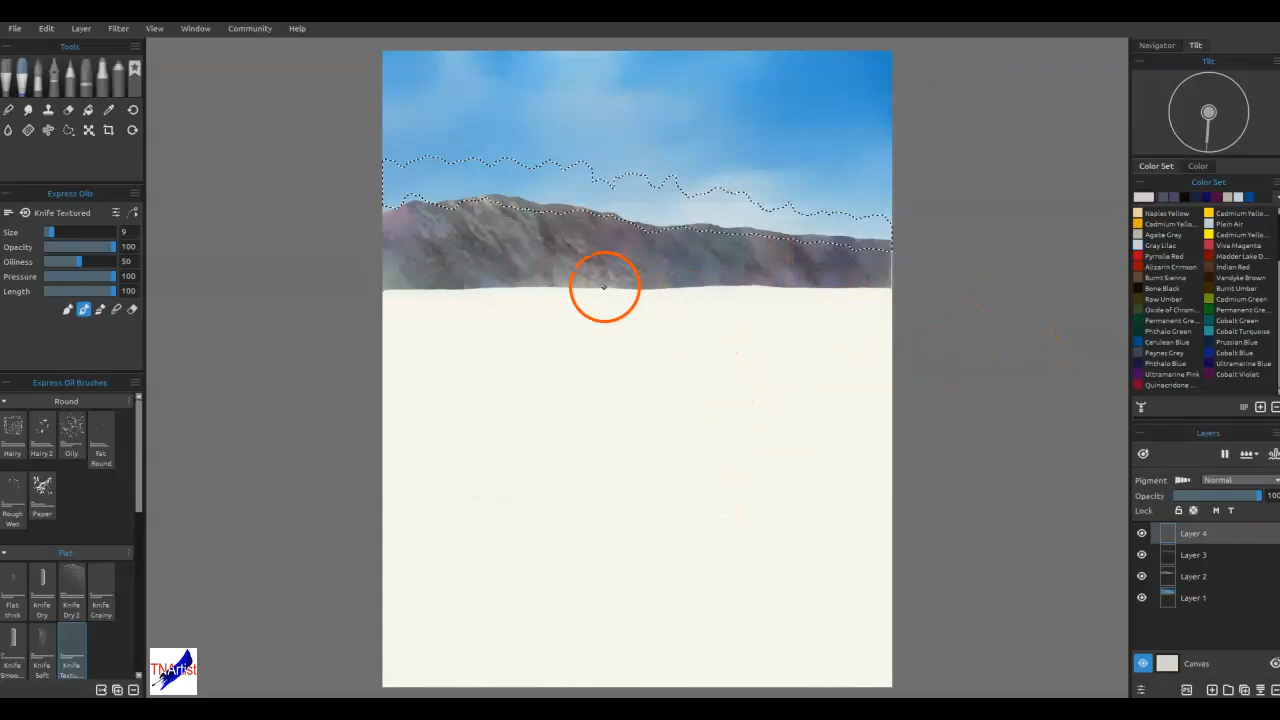 File Edit Layer Filter View Window Community Help
Tools
Express Oils
Knife Textured
Size 9
Opacity 100
Oiliness 50
Pressure 100
Length 100
Express Oil Brushes
Round
Hairy Hairy 2 Oily Fat Round
Rough Wet Paper
Flat
Flat thick Knife Dry Knife Dry 2 Knife Grainy
Knife Smoo... Knife Soft Knife Textu...
TNArtist
Navigator Tilt
Tilt
Color Set Color
Color Set
Naples Yellow Cadmium Yello...
Cadmium Yello... Plein Air
Agate Gray Cadmium Yello...
Gray Lilac Viva Magenta
Pyrrolle Red Madder Lake D...
Alizarin Crimson Indian Red
Burnt Sienna Vandyke Brown
Bone Black Burnt Umber
Raw Umber Cadmium Green
Oxide of Chrom... Permanent Gre...
Permanent Gre... Cobalt Green
Phthalo Green Cobalt Turquoise
Cerulean Blue Prussian Blue
Paynes Grey Cobalt Blue
Phthalo Blue Ultramarine Blue
Ultramarine Pink Cobalt Violet
Quinacridone ...
Layers
Pigment Normal
Opacity 100
Lock M T
Layer 4
Layer 3
Layer 2
Layer 1
Canvas
PS